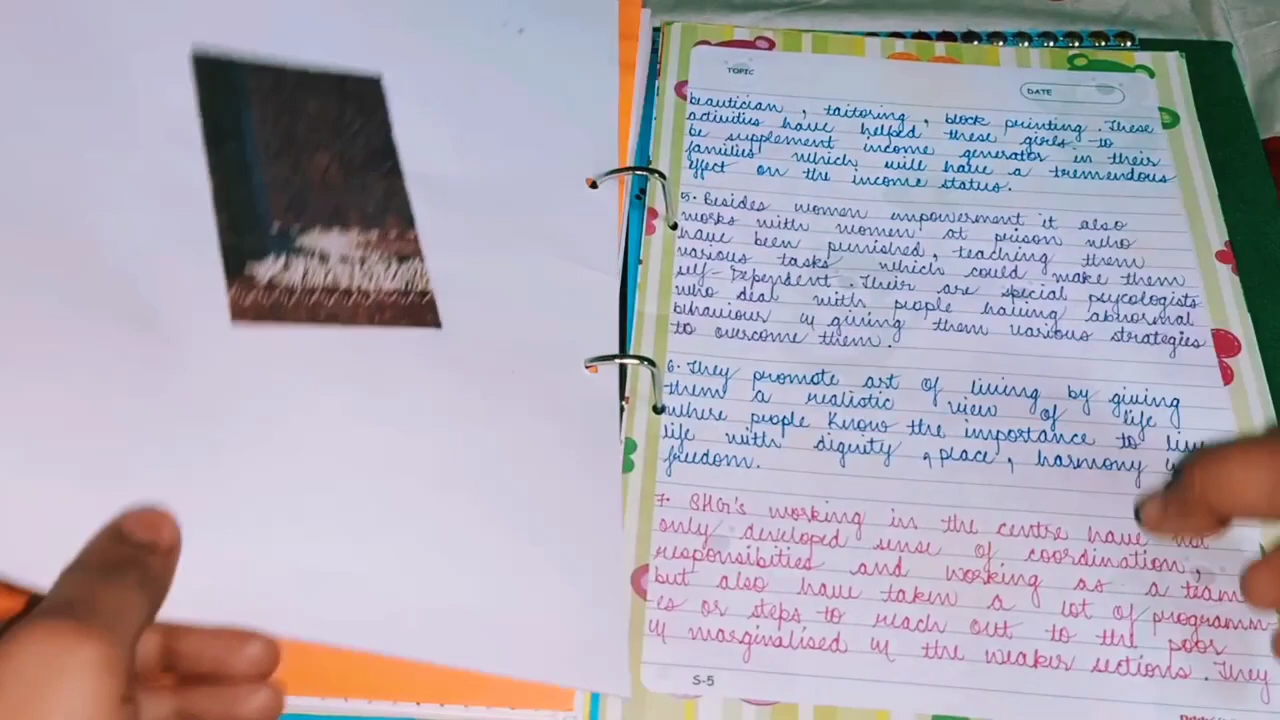 TOPIC
DATE
beautician, taitoring, block printing. These
activities have helped these girls to
be supplement income generator in their
families which will have a tremendous
effect on the income status.
5. Besides women empowerment it also
works with women at prison who
have been punished, teaching them
various tasks which could make them
self-Dependent. Their are special psycologists
who deal with people having abnormal
behaviour & giving them various strategies
to overcome them.
6. They promote art of living by giving
them a realistic view of life
where people know the importance to live
life with dignity, place, harmony
freedom.
7. SHG's working in the centre have not
only developed sense of coordination,
responsibities and working as a team
but also have taken a lot of programm-
es or steps to reach out to the poor
& marginalised & the weaker sections. They
S-5